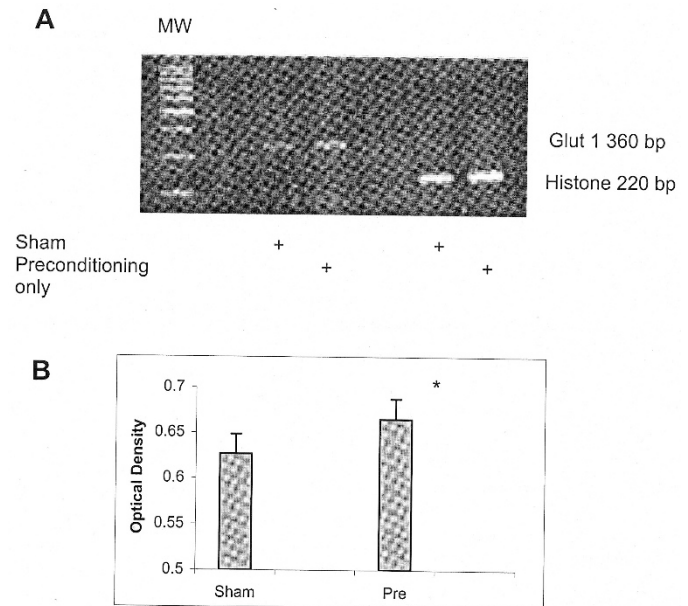 A
MW
Glut 1 360 bp
Histone 220 bp
Sham + +
Preconditioning + +
only
B
*
0.7
0.65
0.6
0.55
0.5
Optical Density
Sham Pre